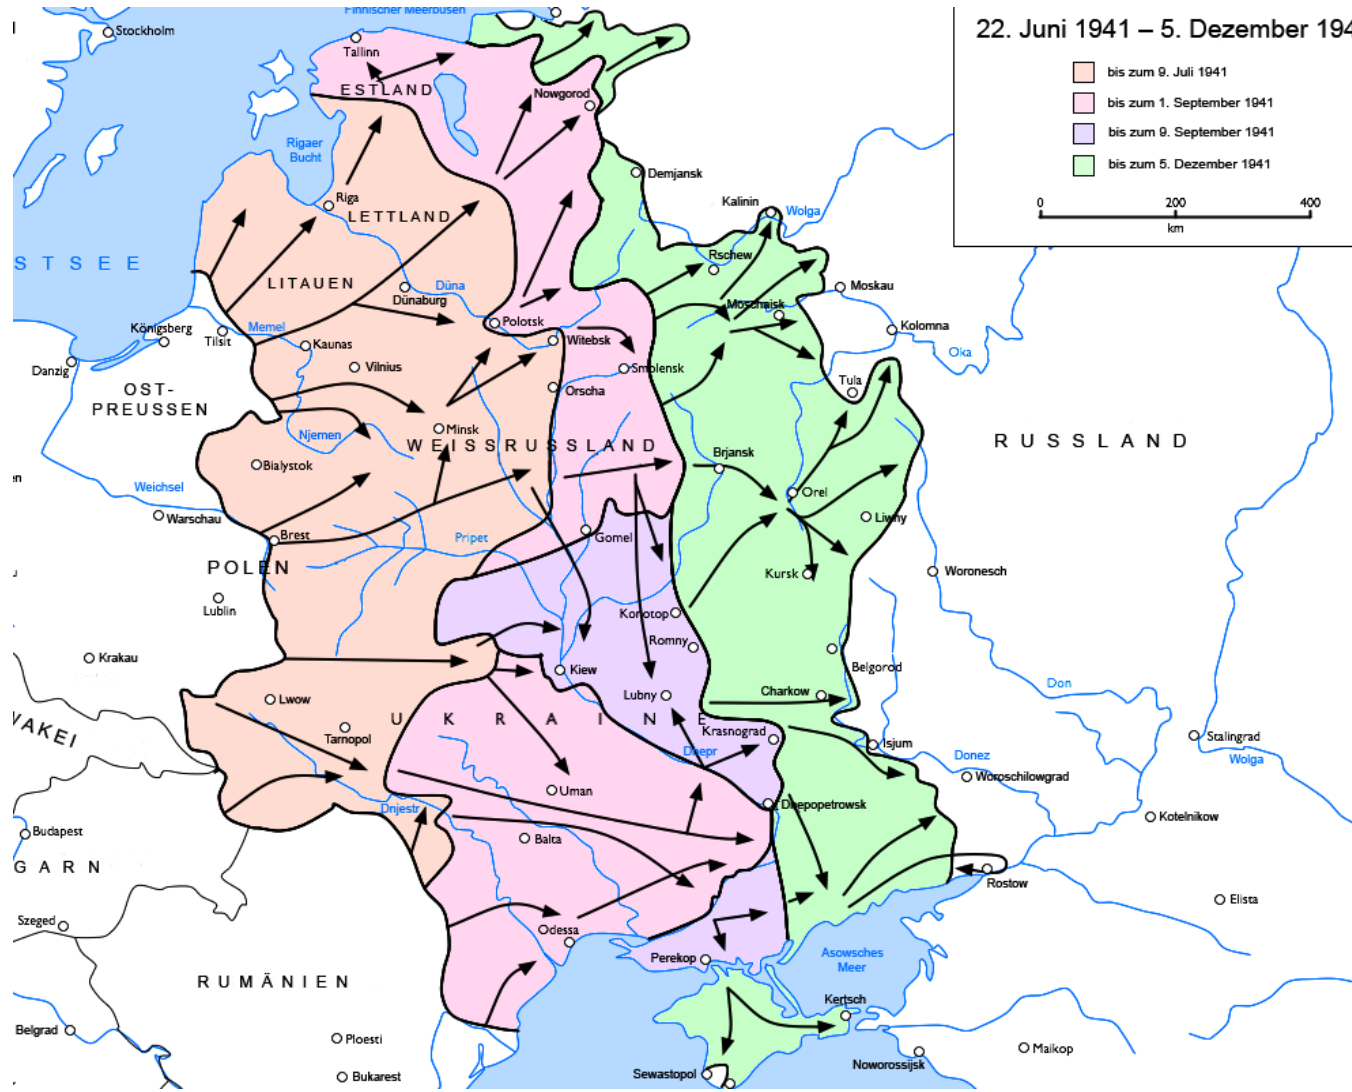 22. Juni 1941 – 5. Dezember 194
bis zum 9. Juli 1941
bis zum 1. September 1941
bis zum 9. September 1941
bis zum 5. Dezember 1941
0 200 400
km
Finnischer Meerbusen
Stockholm
Tallinn
ESTLAND
Nowgorod
Rigaer
Bucht
Demjansk
Riga
Kalinin
Wolga
LETTLAND
STSEE
Rschew
LITAUEN
Düna
Dünaburg
Moskau
Moschaisk
Königsberg
Tilsit
Memel
Polotsk
Kolomna
Kaunas
Witebsk
Oka
Danzig
Vilnius
Smolensk
OST-
PREUSSEN
Orscha
Tula
Njemen
Minsk
WEISSRUSSLAND
RUSSLAND
Bialystok
Brjansk
Weichsel
Orel
Warschau
Liwny
Brest
Pripet
Gomel
POLEN
Kursk
Woronesch
Lublin
Konotop
Romny
Krakau
Kiew
Belgorod
Don
Lwow
Lubny
Charkow
UKRAINE
WAKEI
Tarnopol
Krasnograd
Stalingrad
Isjum
Dnepr
Donez
Wolga
Woroschilowgrad
Uman
Dnjestr
Dnepopetrowsk
Kotelnikow
Budapest
Balta
GARN
Rostow
Elista
Szeged
Odessa
Perekop
Asowsches
Meer
RUMÄNIEN
Kertsch
Belgrad
Ploesti
Maikop
Noworossijsk
Bukarest
Sewastopol